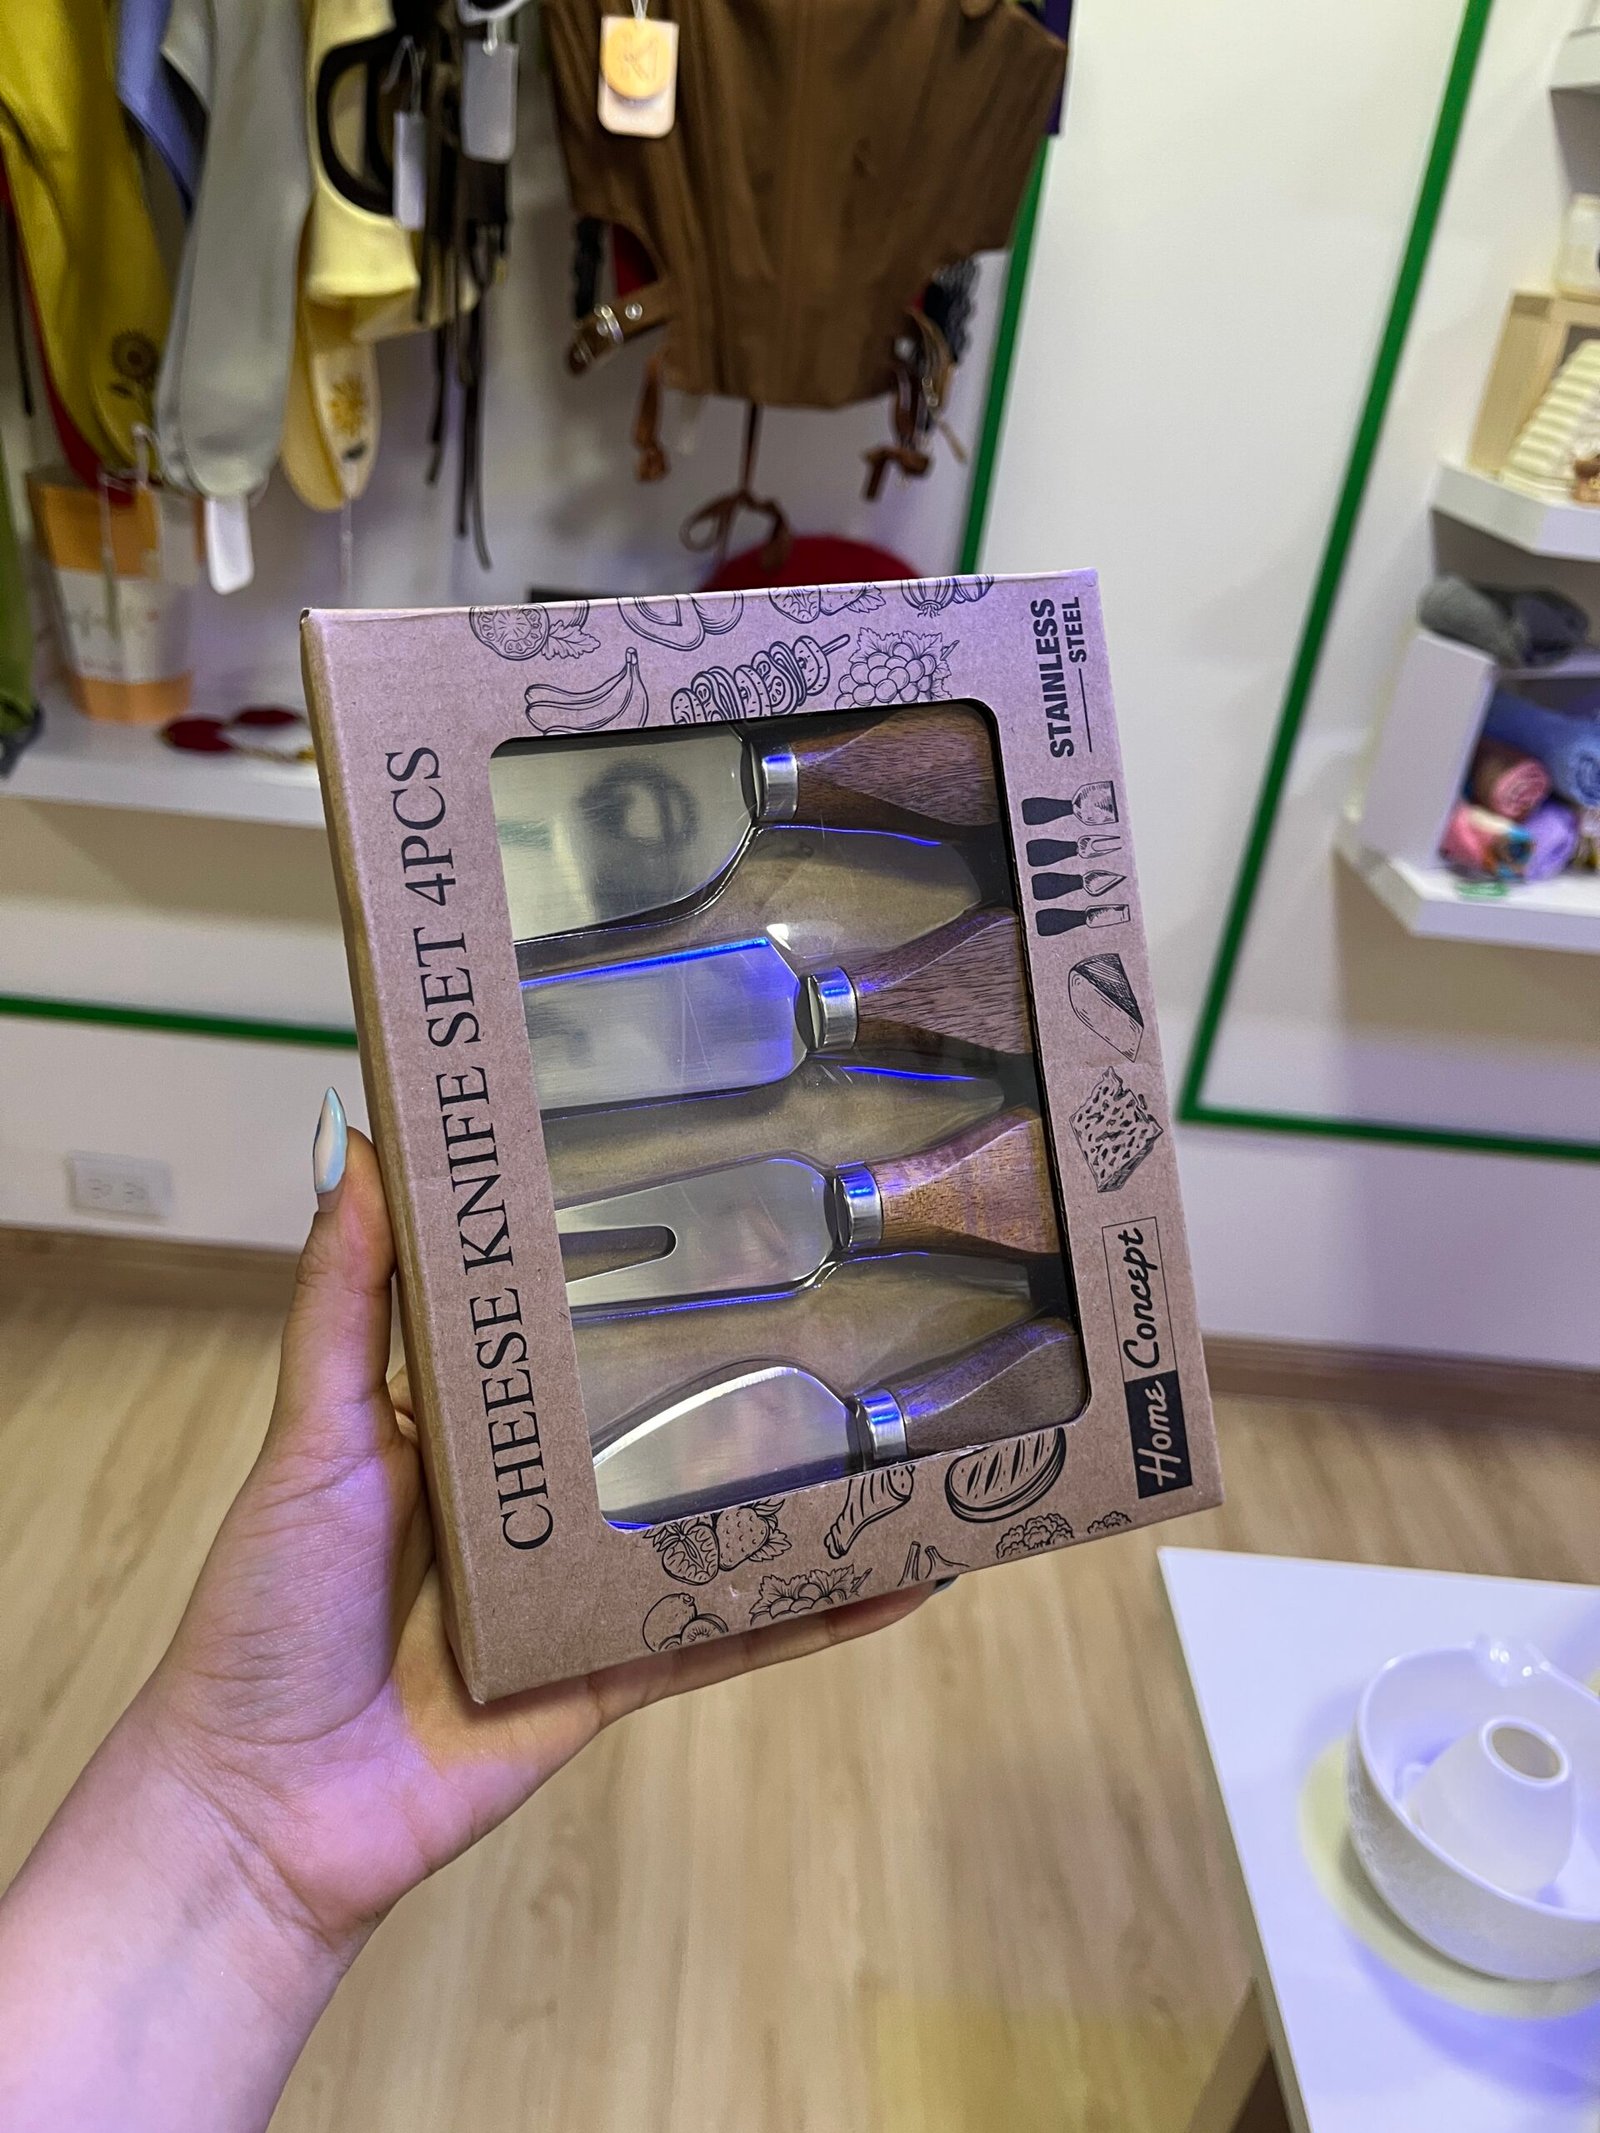 CHEESE KNIFE SET 4PCS
STAINLESS
STEEL
Home Concept